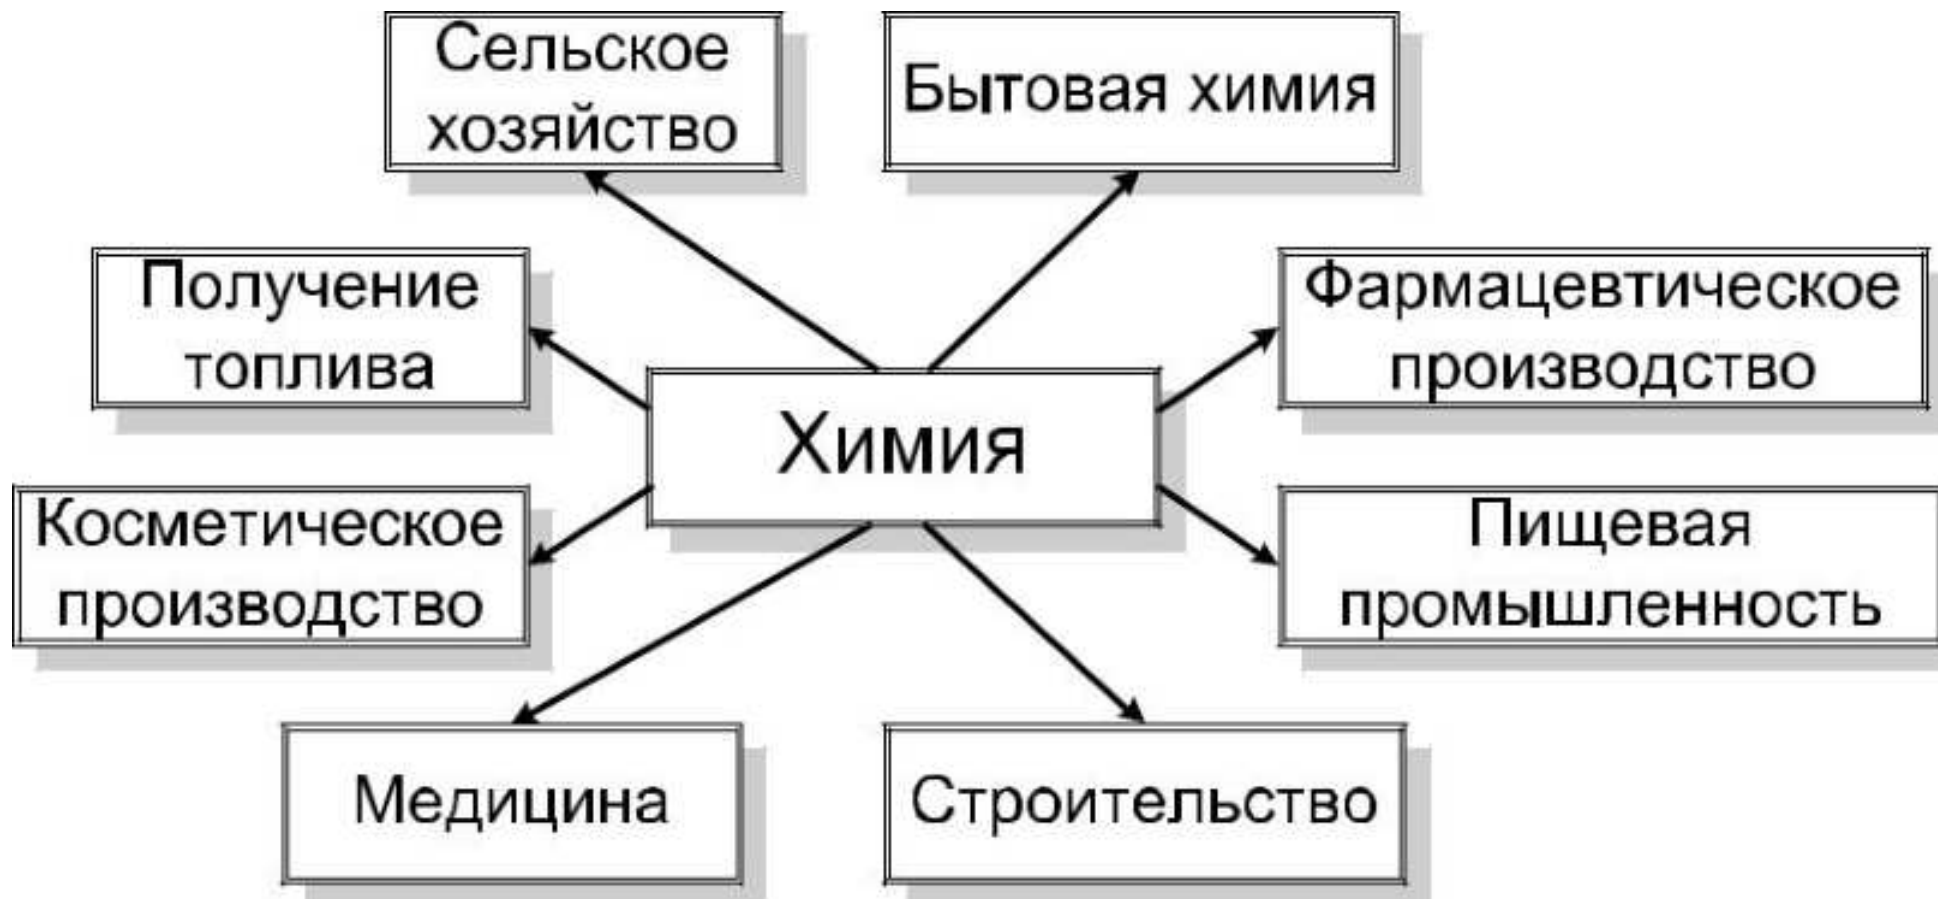 Сельское
хозяйство
Бытовая химия
Получение
топлива
Фармацевтическое
производство
Химия
Косметическое
производство
Пищевая
промышленность
Медицина
Строительство